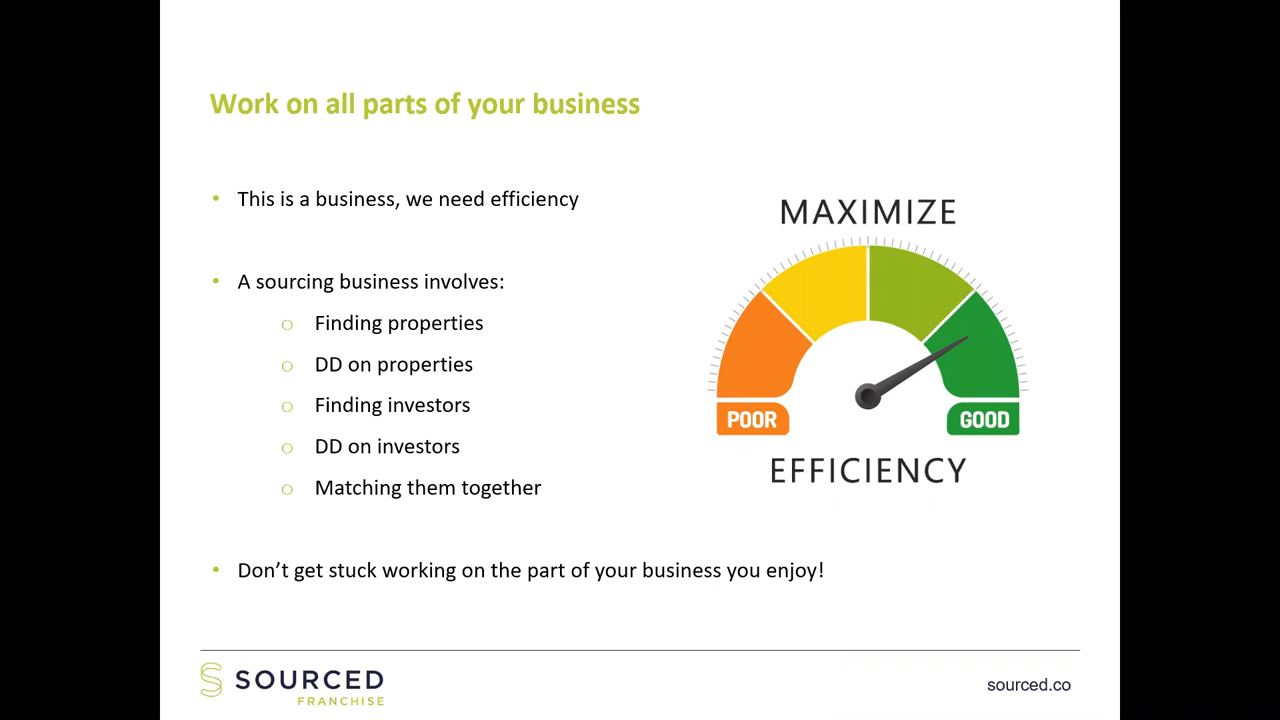 Work on all parts of your business
• This is a business, we need efficiency
• A sourcing business involves:
o Finding properties
o DD on properties
o Finding investors
o DD on investors
o Matching them together
• Don’t get stuck working on the part of your business you enjoy!
MAXIMIZE
POOR
GOOD
EFFICIENCY
SOURCED
FRANCHISE
sourced.co